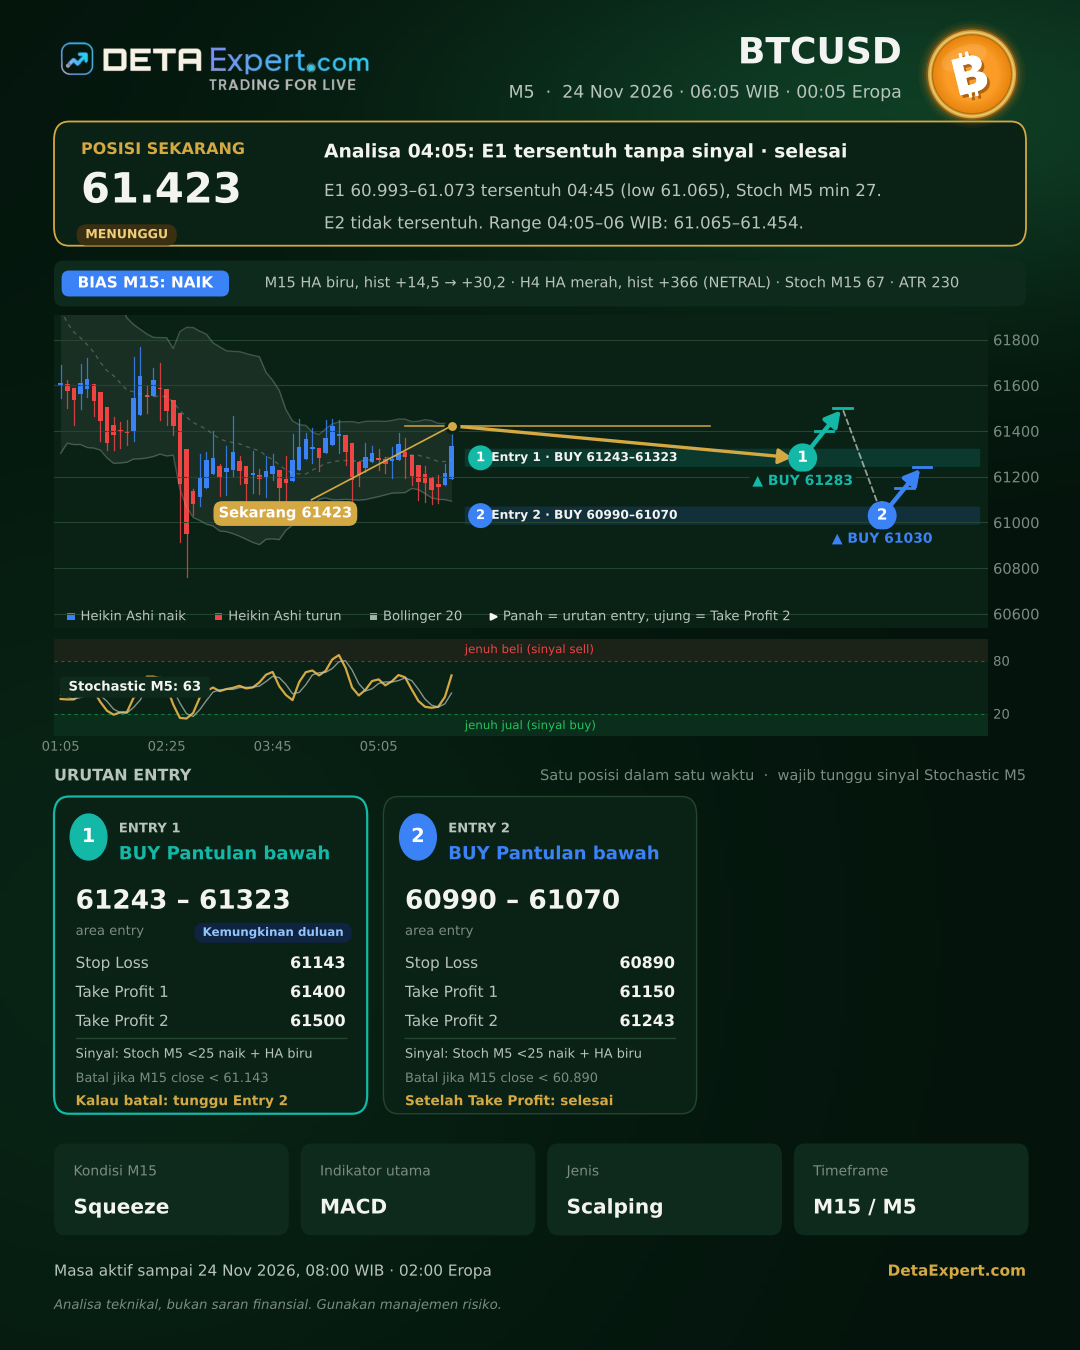 DETA Expert.com
TRADING FOR LIVE
BTCUSD
M5 · 24 Nov 2026 · 06:05 WIB · 00:05 Eropa
POSISI SEKARANG
61.423
MENUNGGU
Analisa 04:05: E1 tersentuh tanpa sinyal · selesai
E1 60.993–61.073 tersentuh 04:45 (low 61.065), Stoch M5 min 27.
E2 tidak tersentuh. Range 04:05–06 WIB: 61.065–61.454.
BIAS M15: NAIK
M15 HA biru, hist +14,5 → +30,2 · H4 HA merah, hist +366 (NETRAL) · Stoch M15 67 · ATR 230
61800
61600
61400
61200
61000
60800
60600
1 Entry 1 · BUY 61243–61323
1
▲ BUY 61283
Sekarang 61423
2 Entry 2 · BUY 60990–61070
2
▲ BUY 61030
Heikin Ashi naik
Heikin Ashi turun
Bollinger 20
Panah = urutan entry, ujung = Take Profit 2
jenuh beli (sinyal sell)
80
Stochastic M5: 63
20
jenuh jual (sinyal buy)
01:05 02:25 03:45 05:05
URUTAN ENTRY
Satu posisi dalam satu waktu · wajib tunggu sinyal Stochastic M5
1
ENTRY 1
BUY Pantulan bawah
61243 – 61323
area entry
Kemungkinan duluan
Stop Loss 61143
Take Profit 1 61400
Take Profit 2 61500
Sinyal: Stoch M5 <25 naik + HA biru
Batal jika M15 close < 61.143
Kalau batal: tunggu Entry 2
2
ENTRY 2
BUY Pantulan bawah
60990 – 61070
area entry
Stop Loss 60890
Take Profit 1 61150
Take Profit 2 61243
Sinyal: Stoch M5 <25 naik + HA biru
Batal jika M15 close < 60.890
Setelah Take Profit: selesai
Kondisi M15
Squeeze
Indikator utama
MACD
Jenis
Scalping
Timeframe
M15 / M5
Masa aktif sampai 24 Nov 2026, 08:00 WIB · 02:00 Eropa
DetaExpert.com
Analisa teknikal, bukan saran finansial. Gunakan manajemen risiko.